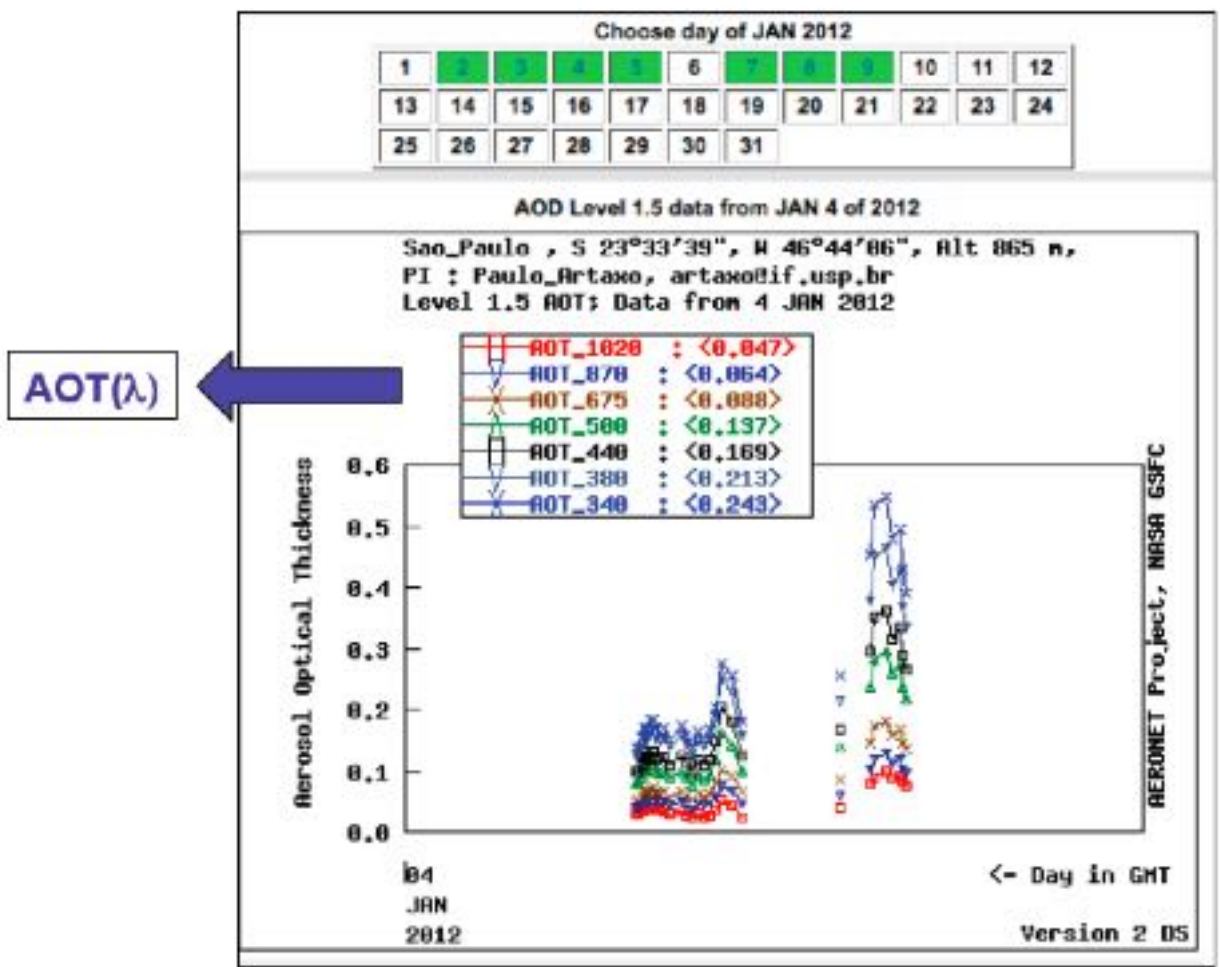 Choose day of JAN 2012
1 2 3 4 5 6 7 8 9 10 11 12
13 14 15 16 17 18 19 20 21 22 23 24
25 26 27 28 29 30 31
AOD Level 1.5 data from JAN 4 of 2012
Sao_Paulo , S 23°33'39", W 46°44'06", Alt 865 m,
PI : Paulo_Artaxo, artaxo@if.usp.br
Level 1.5 AOT; Data from 4 JAN 2012
AOT_1020 : <0.047>
AOT_870 : <0.064>
AOT_675 : <0.088>
AOT_500 : <0.137>
AOT_440 : <0.169>
AOT_380 : <0.213>
AOT_340 : <0.243>
AOT(λ)
Aerosol Optical Thickness
0.6
0.5
0.4
0.3
0.2
0.1
0.0
AERONET Project, NASA GSFC
04
JAN
2012
<- Day in GMT
Version 2 DS